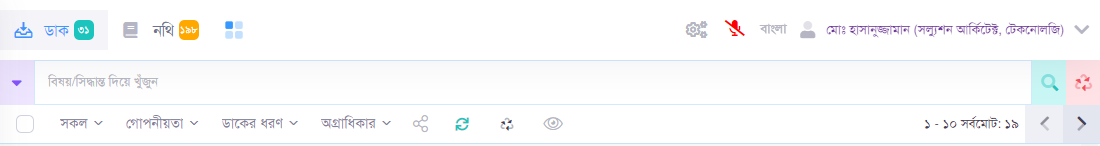 ডাক ৩১ নথি ১৯৮ বাংলা মোঃ হাসানুজ্জামান (সল্যুশন আর্কিটেক্ট, টেকনোলজি)
বিষয়/সিদ্ধান্ত দিয়ে খুঁজুন
সকল গোপনীয়তা ডাকের ধরণ অগ্রাধিকার ১ - ১০ সর্বমোট: ১৯